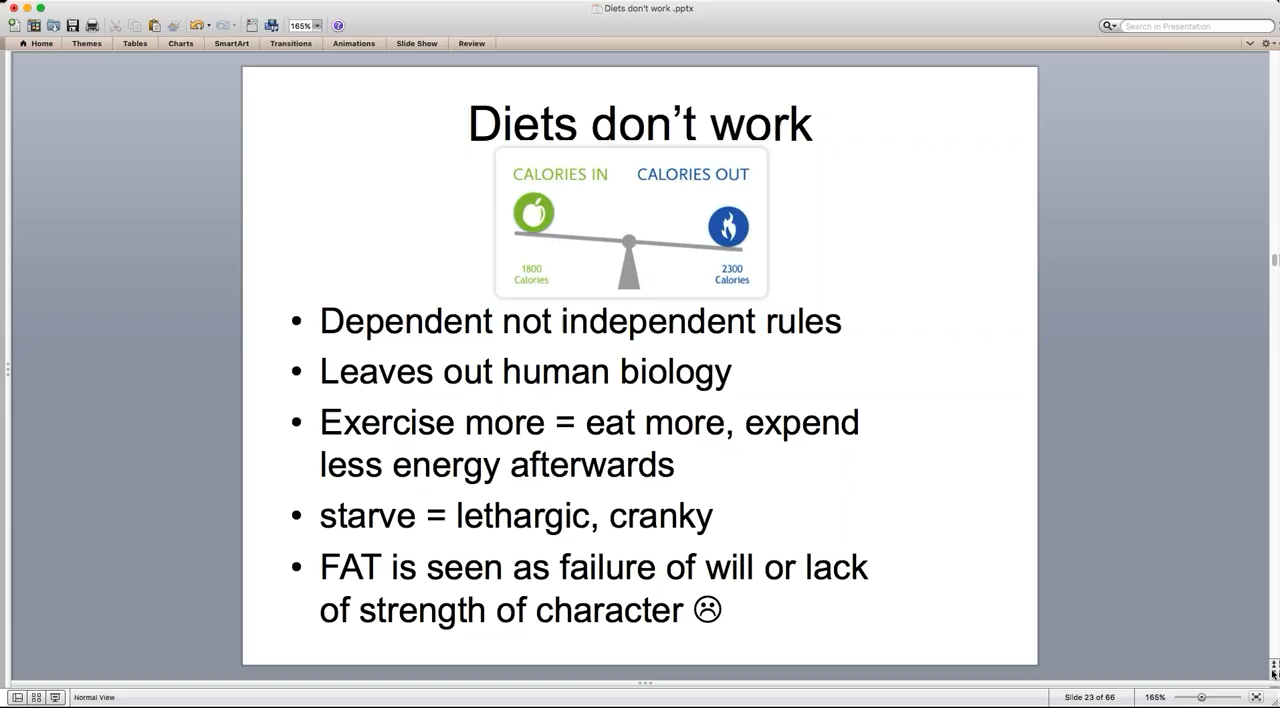 Diets don't work .pptx
165%
Search in Presentation
Home Themes Tables Charts SmartArt Transitions Animations Slide Show Review
Diets don’t work
CALORIES IN CALORIES OUT
1800 2300
Calories Calories
• Dependent not independent rules
• Leaves out human biology
• Exercise more = eat more, expend
less energy afterwards
• starve = lethargic, cranky
• FAT is seen as failure of will or lack
of strength of character ☹
Normal View Slide 23 of 66 165%